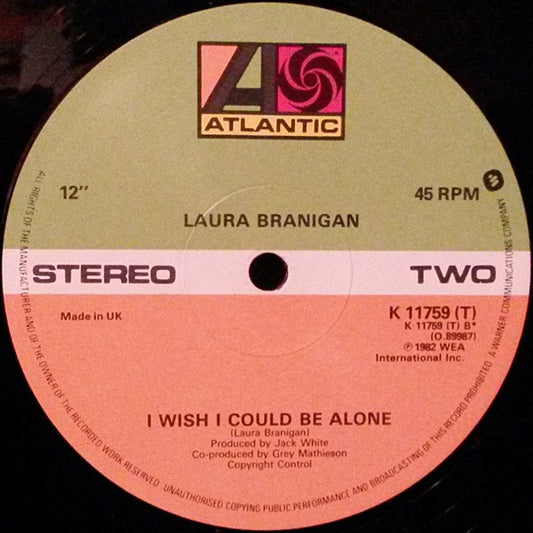 ATLANTIC
12"
45 RPM
LAURA BRANIGAN
STEREO
TWO
Made in UK
K 11759 (T)
K 11759 (T) B*
(O.89987)
℗ 1982 WEA
International Inc.
I WISH I COULD BE ALONE
(Laura Branigan)
Produced by Jack White
Co-produced by Grey Mathieson
Copyright Control
ALL RIGHTS OF THE MANUFACTURER AND OF THE OWNER OF THE RECORDED WORK RESERVED. UNAUTHORISED COPYING PUBLIC PERFORMANCE AND BROADCASTING OF THIS RECORD PROHIBITED. A WARNER COMMUNICATIONS COMPANY